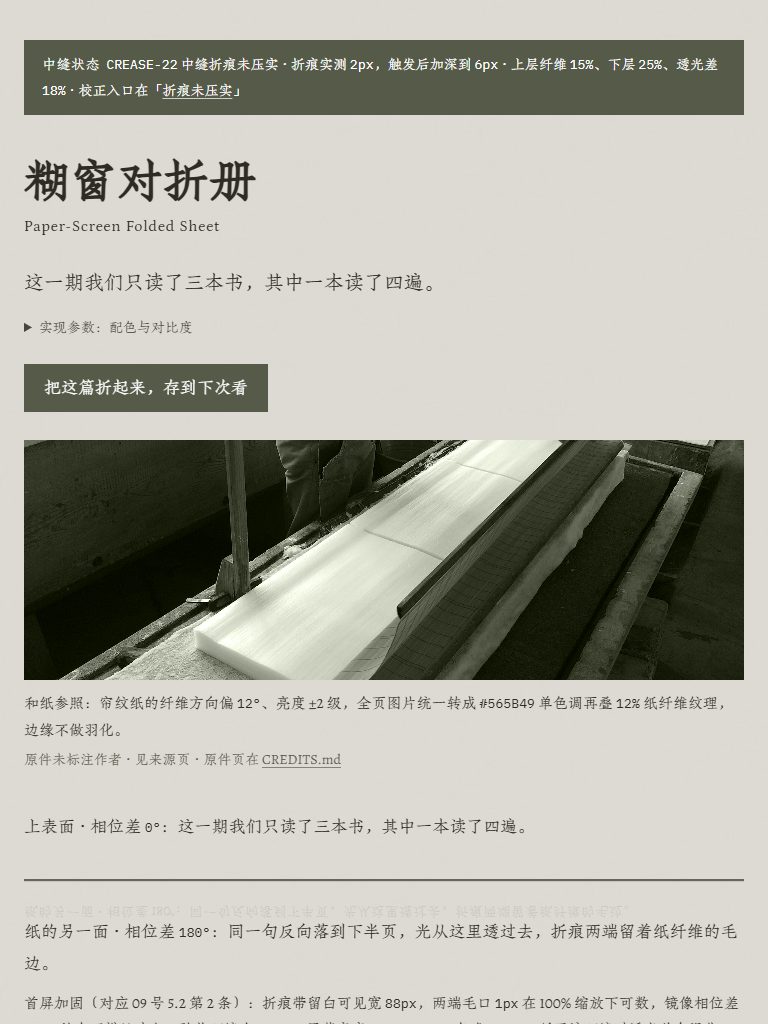 中缝状态 CREASE-22 中缝折痕未压实 · 折痕实测 2px，触发后加深到 6px · 上层纤维 15%、下层 25%、透光差
18% · 校正入口在「折痕未压实」
糊窗对折册
Paper-Screen Folded Sheet
这一期我们只读了三本书，其中一本读了四遍。
▶ 实现参数：配色与对比度
把这篇折起来，存到下次看
和纸参照：帘纹纸的纤维方向偏 12°、亮度 ±2 级，全页图片统一转成 #565B49 单色调再叠 12% 纸纤维纹理，
边缘不做羽化。
原件未标注作者 · 见来源页 · 原件页在 CREDITS.md
上表面 · 相位差 0°：这一期我们只读了三本书，其中一本读了四遍。
纸的另一面 · 相位差 180°：同一句反向落到下半页，光从这里透过去，折痕两端留着纸纤维的毛
边。
首屏加固（对应 09 号 5.2 第 2 条）：折痕带留白可见宽 88px，两端毛口 1px 在 100% 缩放下可数，镜像相位差